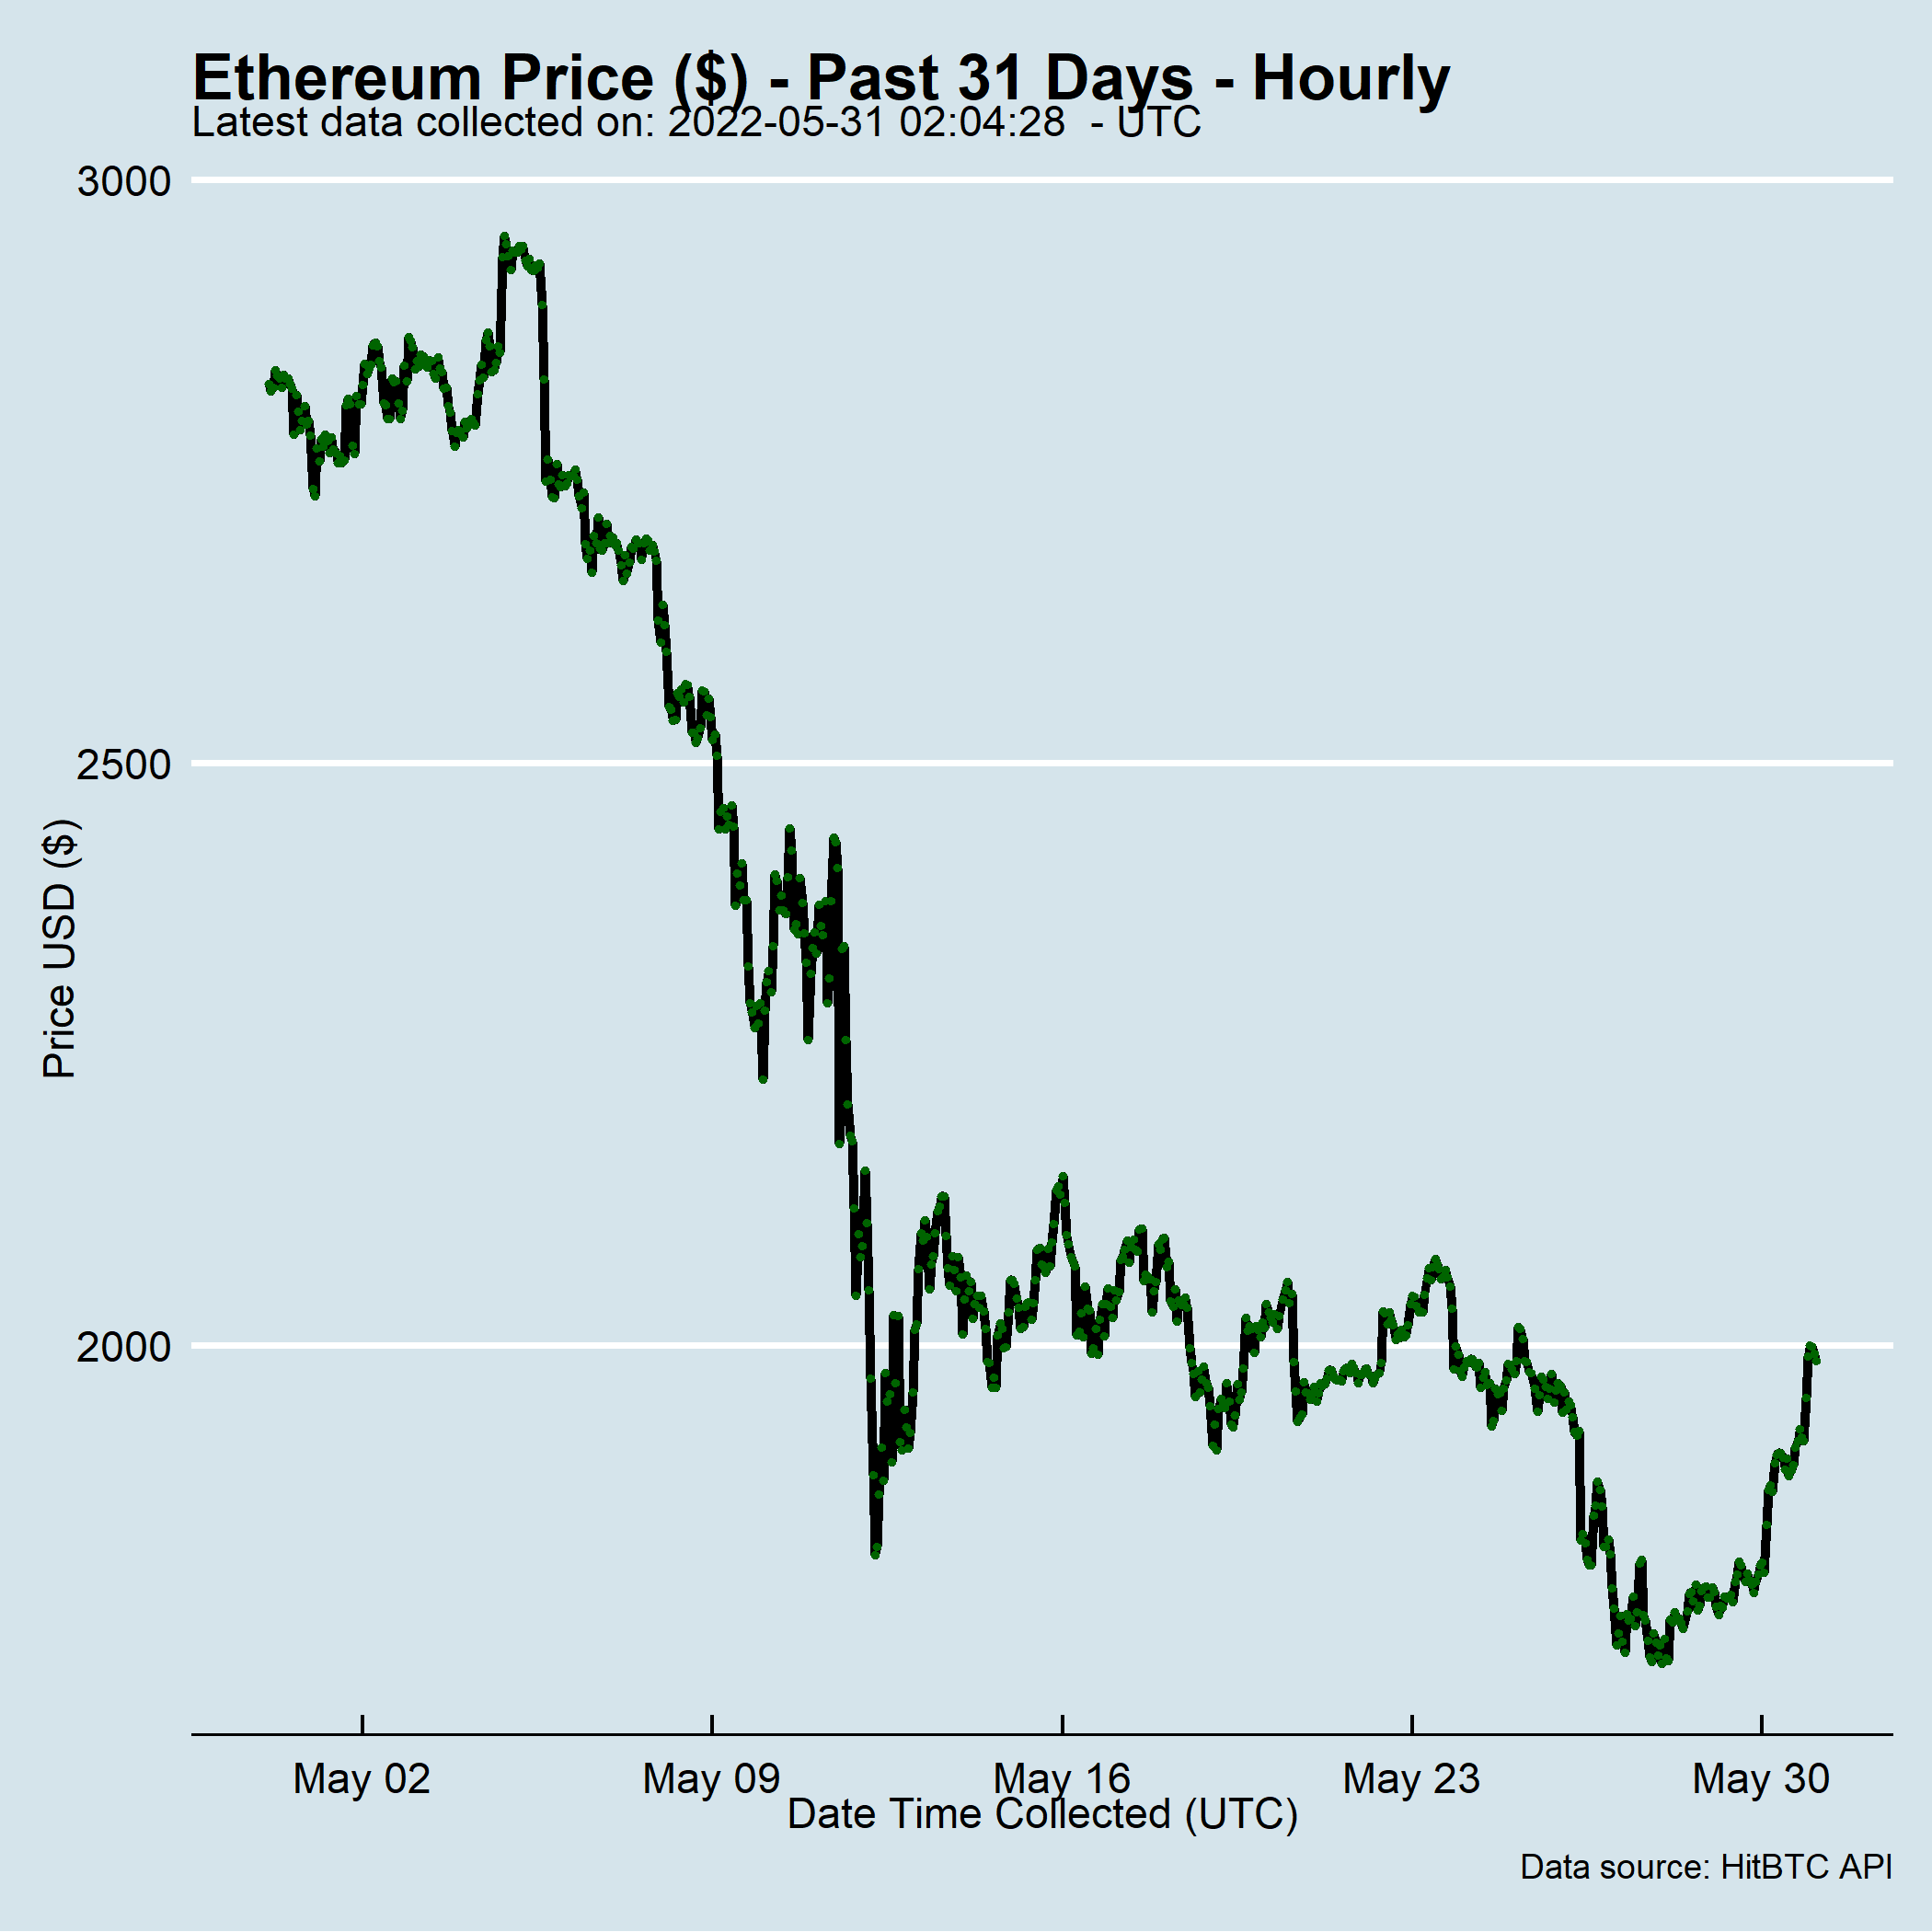 Ethereum Price ($) - Past 31 Days - Hourly
Latest data collected on: 2022-05-31 02:04:28  - UTC
3000
2500
2000
Price USD ($)
May 02
May 09
May 16
May 23
May 30
Date Time Collected (UTC)
Data source: HitBTC API